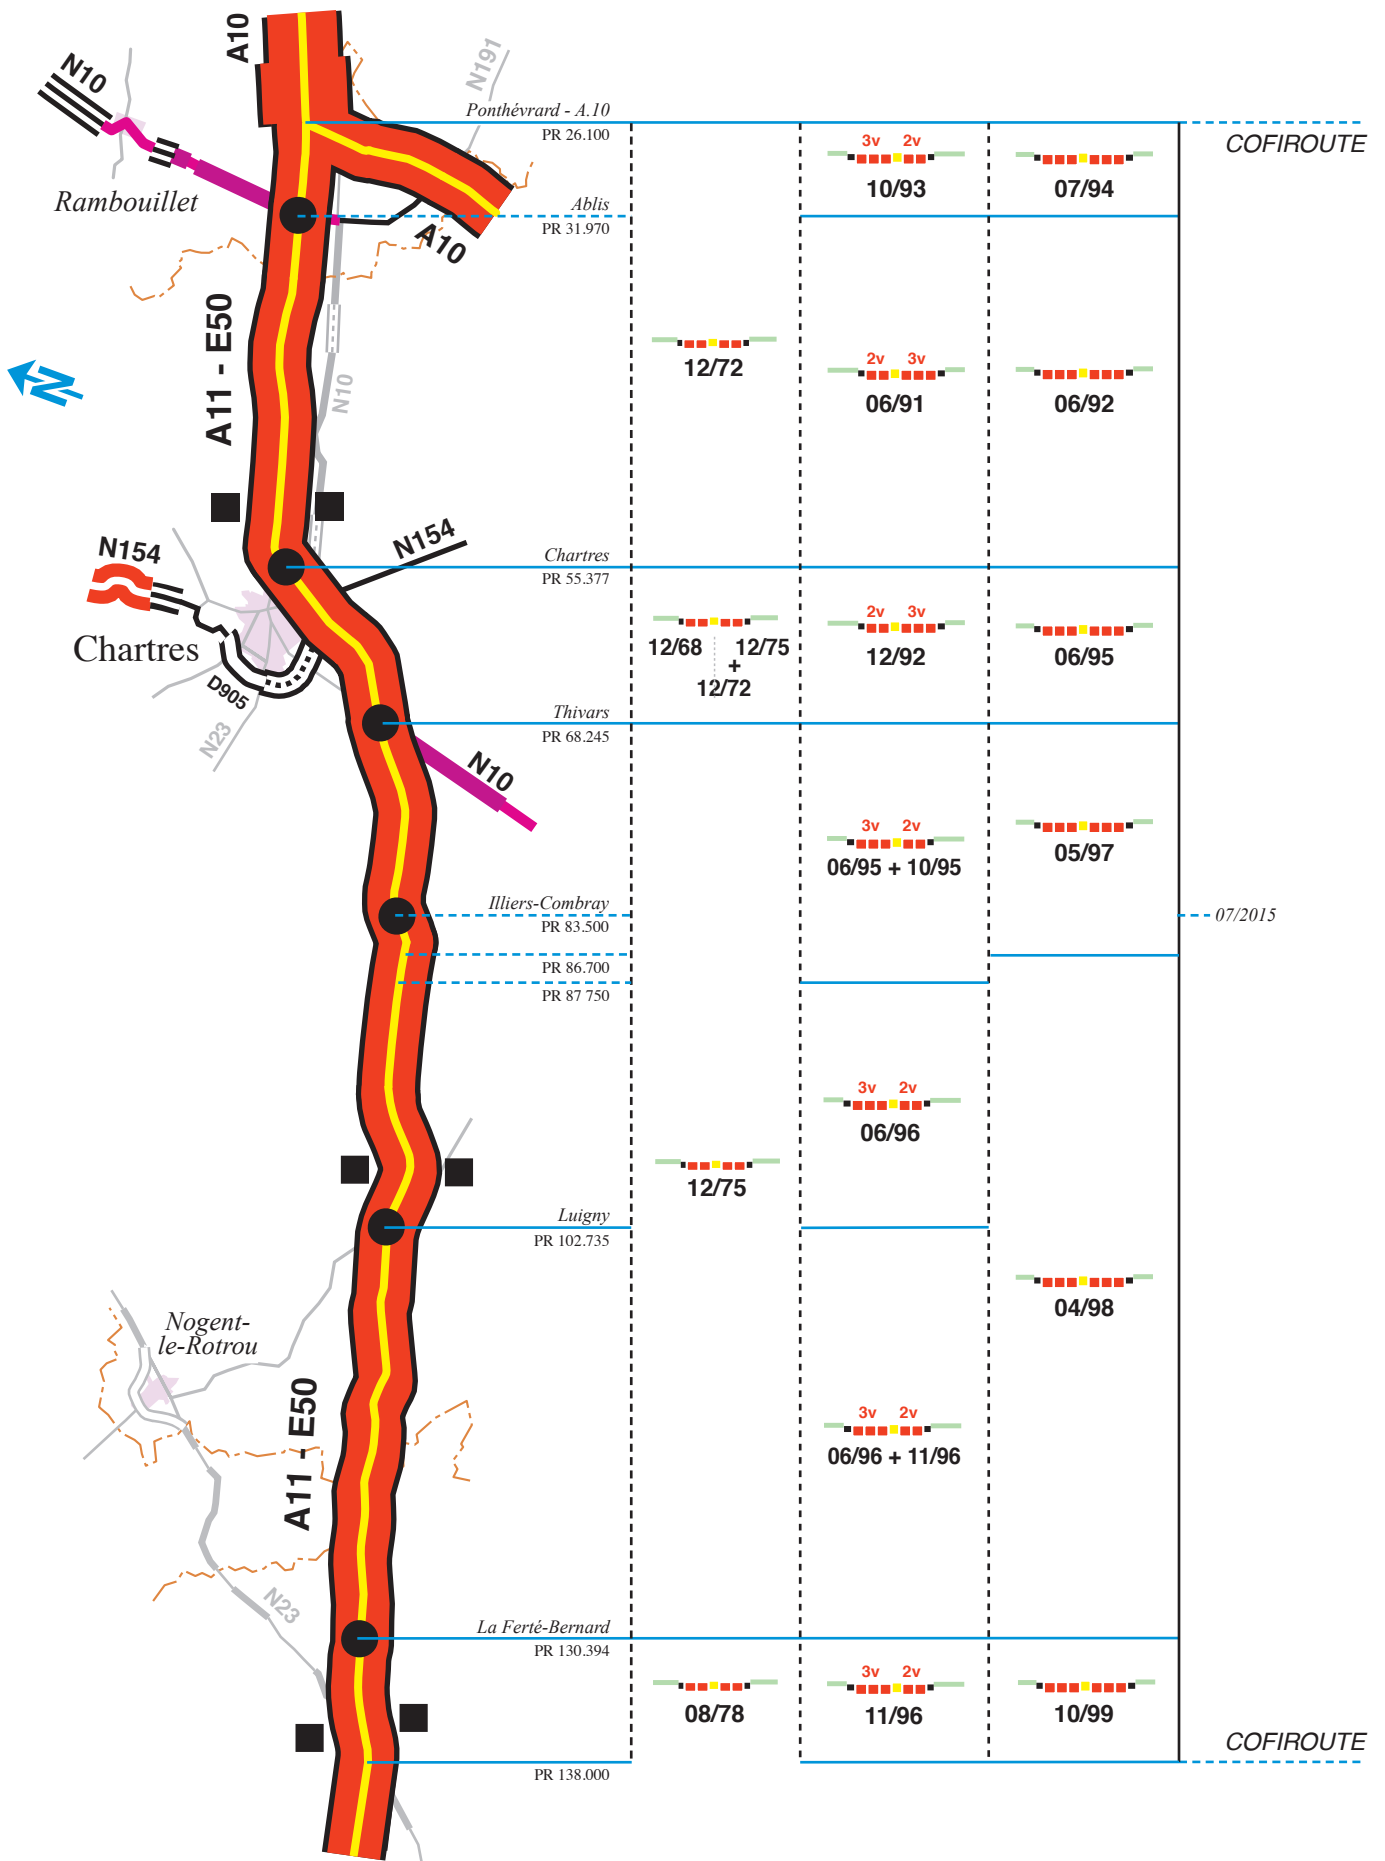 A10
N10
N191
Ponthévrard - A.10
PR 26.100
COFIROUTE
3v 2v
10/93
07/94
Rambouillet
Ablis
PR 31.970
A10
A11 - E50
N
N10
12/72
2v 3v
06/91
06/92
N154
N154
Chartres
PR 55.377
Chartres
D905
N23
12/68 12/75
+
12/72
2v 3v
12/92
06/95
Thivars
PR 68.245
N10
3v 2v
06/95 + 10/95
05/97
Illiers-Combray
PR 83.500
07/2015
PR 86.700
PR 87 750
3v 2v
06/96
12/75
Luigny
PR 102.735
04/98
Nogent-
le-Rotrou
A11 - E50
3v 2v
06/96 + 11/96
N23
La Ferté-Bernard
PR 130.394
08/78
3v 2v
11/96
10/99
COFIROUTE
PR 138.000